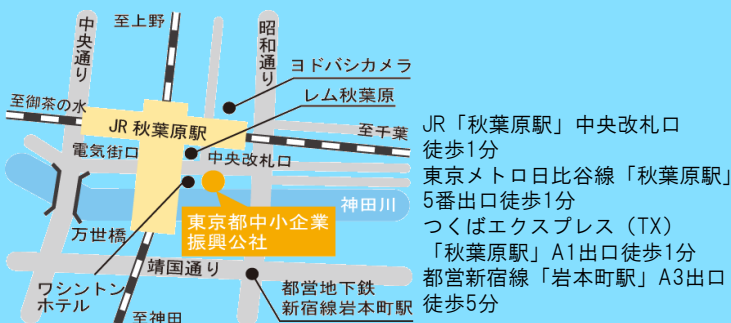 至上野
中央通り
昭和通り
ヨドバシカメラ
レム秋葉原
至御茶の水
JR 秋葉原駅
至千葉
電気街口
中央改札口
神田川
東京都中小企業
振興公社
万世橋
靖国通り
ワシントン
ホテル
都営地下鉄
新宿線岩本町駅
至神田
JR「秋葉原駅」中央改札口
徒歩1分
東京メトロ日比谷線「秋葉原駅」
5番出口徒歩1分
つくばエクスプレス（TX）
「秋葉原駅」A1出口徒歩1分
都営新宿線「岩本町駅」A3出口
徒歩5分